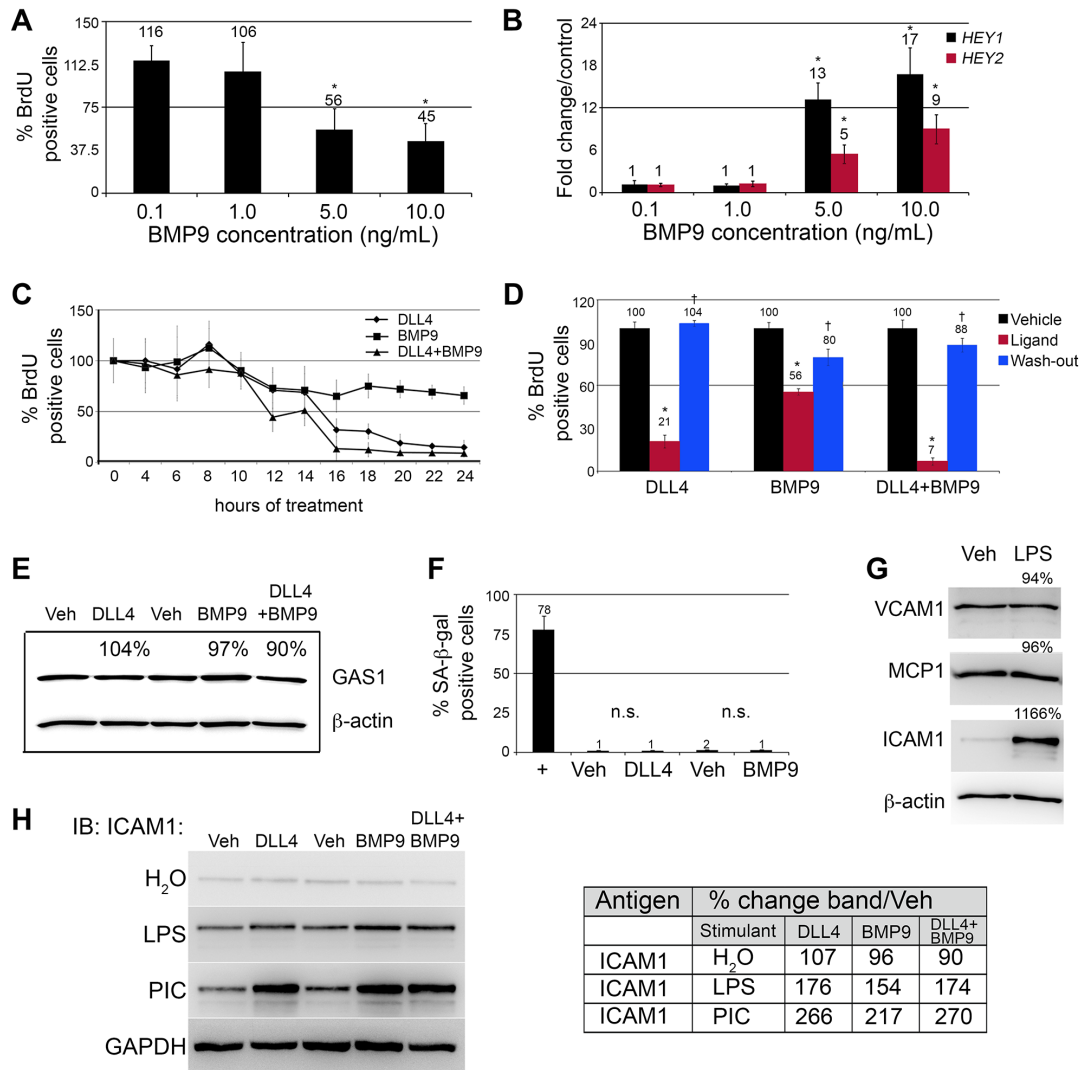 A
% BrdU
positive cells
150
112.5
75
37.5
0
116
106
*
56
*
45
0.1 1.0 5.0 10.0
BMP9 concentration (ng/mL)
B
Fold change/control
24
18
12
6
0
1 1
1 1
*
13
*
5
*
17
*
9
HEY1
HEY2
0.1 1.0 5.0 10.0
BMP9 concentration (ng/mL)
C
% BrdU
positive cells
150
100
50
0
DLL4
BMP9
DLL4+BMP9
0 4 6 8 10 12 14 16 18 20 22 24
hours of treatment
D
% BrdU
positive cells
120
90
60
30
0
100
*
21
†
104
100
*
56
†
80
100
*
7
†
88
Vehicle
Ligand
Wash-out
DLL4 BMP9 DLL4+BMP9
E
Veh DLL4 Veh BMP9 DLL4
+BMP9
104% 97% 90%
GAS1
β-actin
F
% SA-β-gal
positive cells
100
75
50
25
0
78
n.s. n.s.
1 1 2 1
+ Veh DLL4 Veh BMP9
G
Veh LPS
94%
VCAM1
96%
MCP1
1166%
ICAM1
β-actin
H
IB: ICAM1:
Veh DLL4 Veh BMP9 DLL4+
BMP9
H2O
LPS
PIC
GAPDH
Antigen % change band/Veh
Stimulant DLL4 BMP9 DLL4+
BMP9
ICAM1 H2O 107 96 90
ICAM1 LPS 176 154 174
ICAM1 PIC 266 217 270